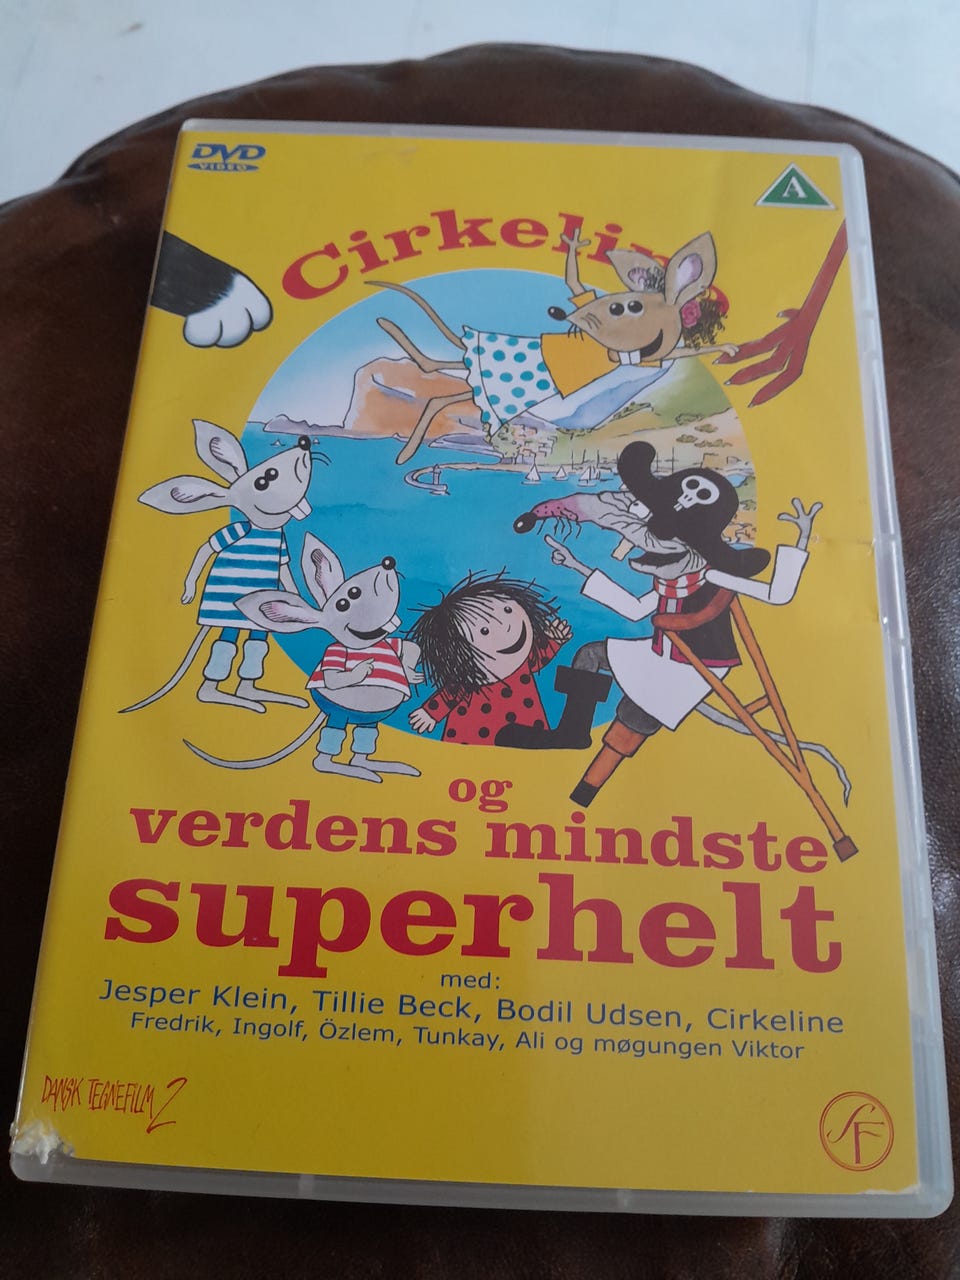 DVD
VIDEO
A
Cirkeline
og
verdens mindste
superhelt
med:
Jesper Klein, Tillie Beck, Bodil Udsen, Cirkeline
Fredrik, Ingolf, Özlem, Tunkay, Ali og møgungen Viktor
DANSK TEGNEFILM 2
SF